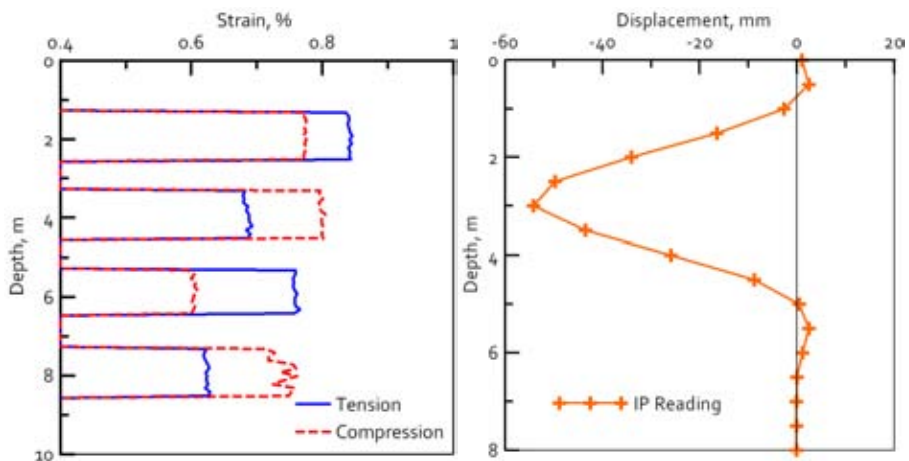 Strain, %
0.4 0.6 0.8 1
0
2
4
6
8
10
Depth, m
Tension
Compression
Displacement, mm
-60 -40 -20 0 20
0
2
4
6
8
Depth, m
IP Reading